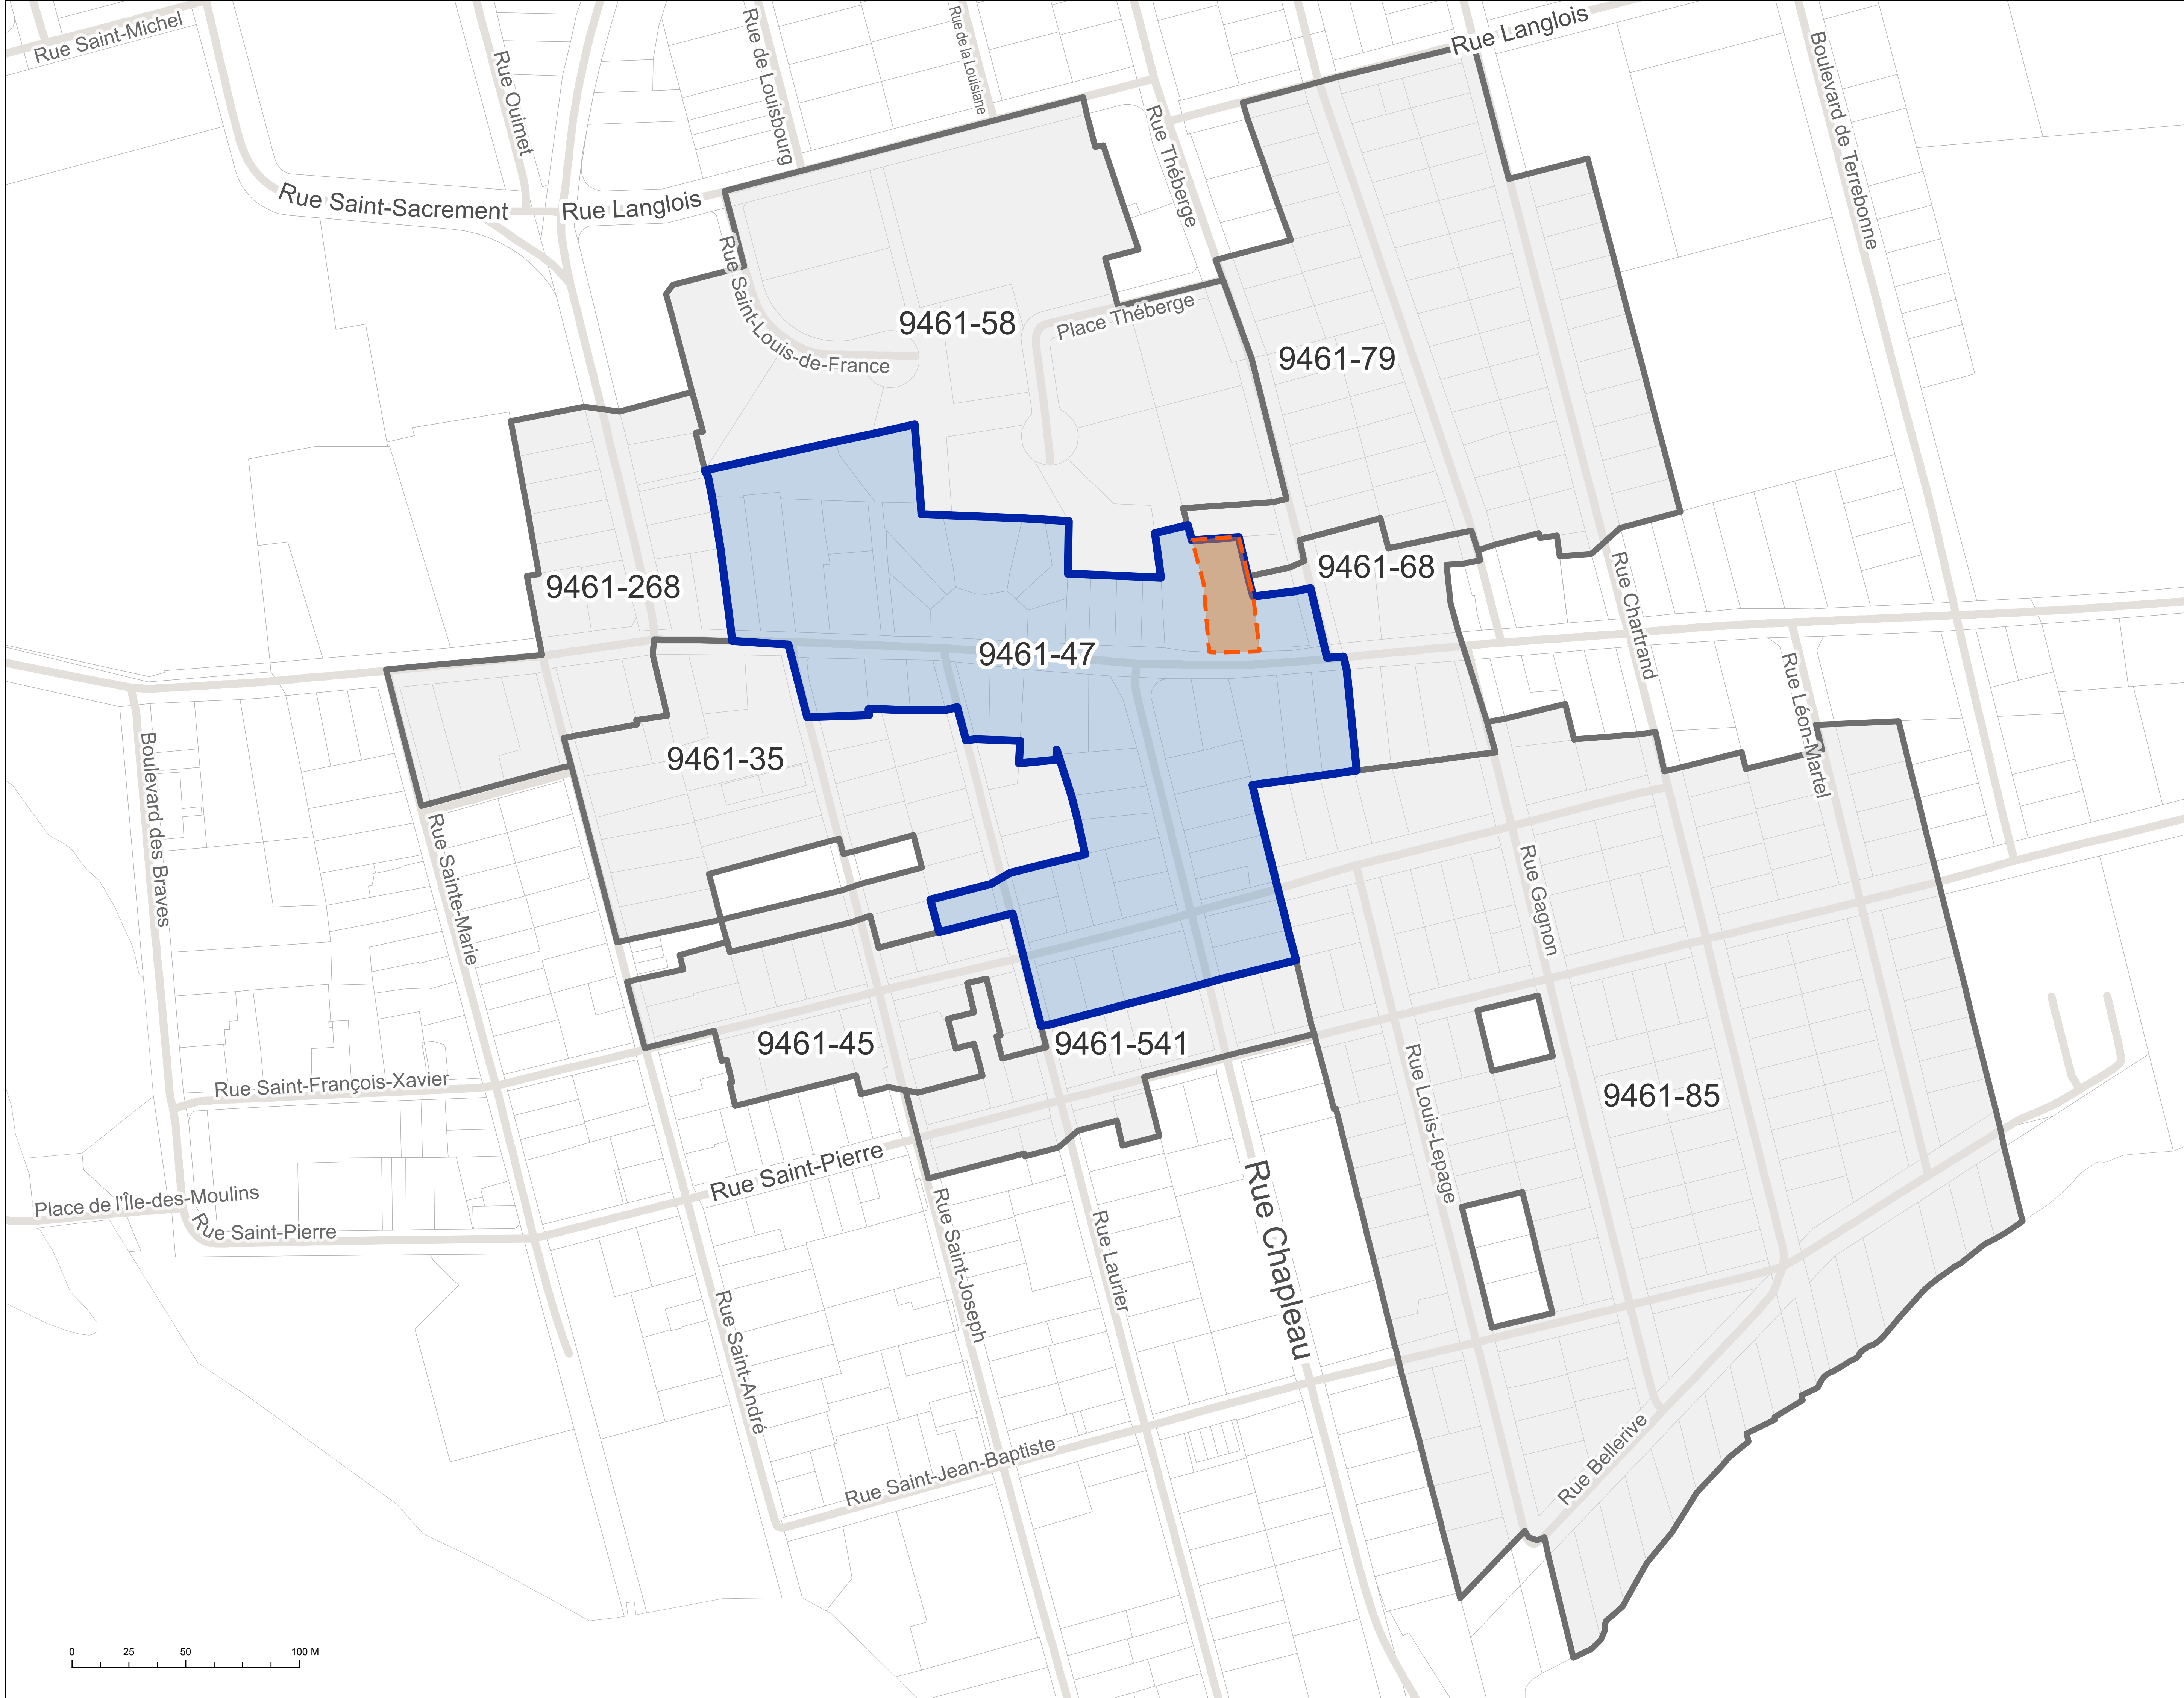 Rue Saint-Michel
Rue Ouimet
Rue de Louisbourg
Rue de la Louisiane
Rue Langlois
Boulevard de Terrebonne
Rue Théberge
Rue Saint-Sacrement
Rue Langlois
Rue Saint-Louis-de-France
9461-58
Place Théberge
9461-79
9461-268
9461-68
Rue Chartrand
9461-47
Rue Léon-Martel
9461-35
Boulevard des Braves
Rue Sainte-Marie
Rue Gagnon
9461-45
9461-541
Rue Saint-François-Xavier
Rue Louis-Lepage
9461-85
Rue Saint-Pierre
Place de l'Île-des-Moulins
Rue Saint-Pierre
Rue Saint-Joseph
Rue Laurier
Rue Chapleau
Rue Saint-André
Rue Saint-Jean-Baptiste
Rue Bellerive
0 25 50 100 M